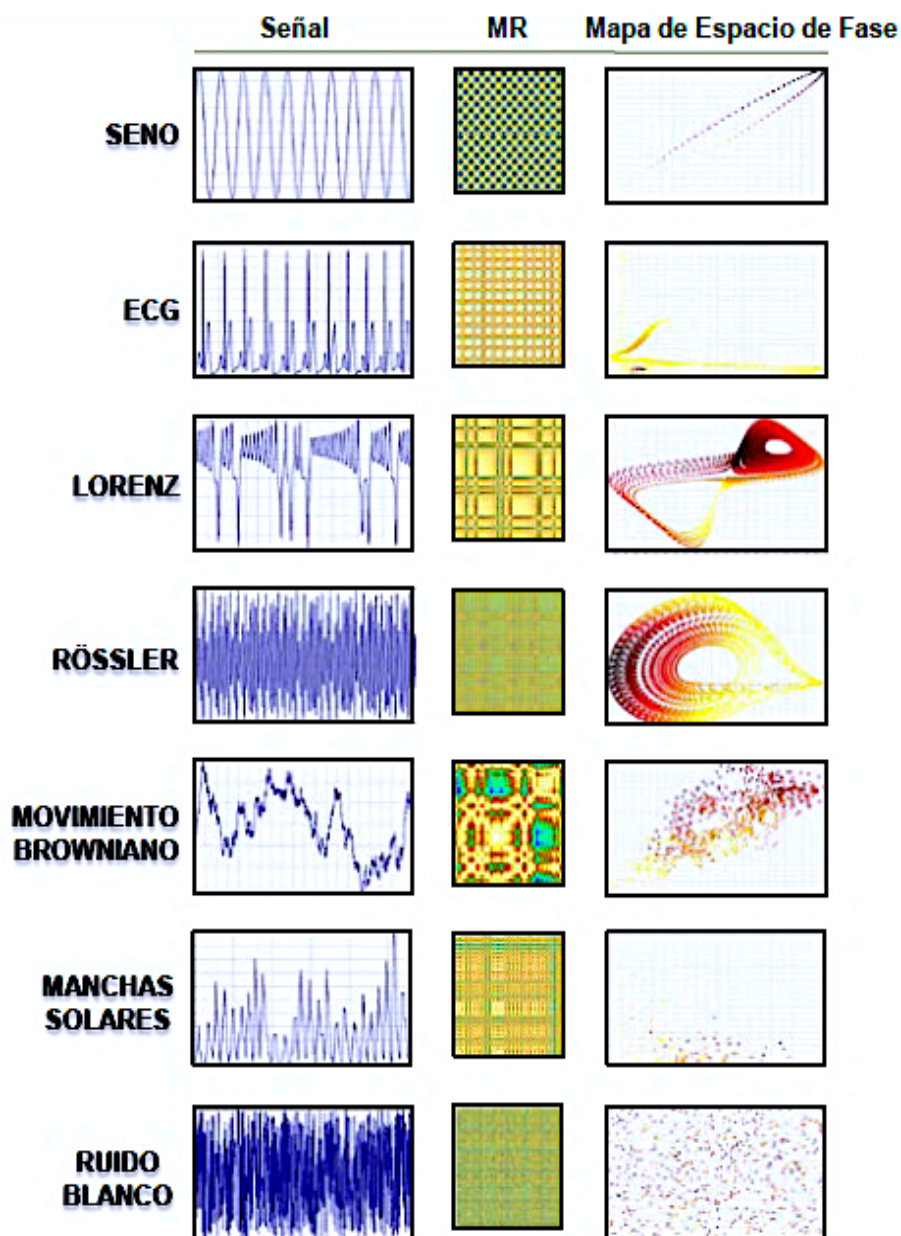 Señal MR Mapa de Espacio de Fase
SENO
ECG
LORENZ
RÖSSLER
MOVIMIENTO
BROWNIANO
MANCHAS
SOLARES
RUIDO
BLANCO